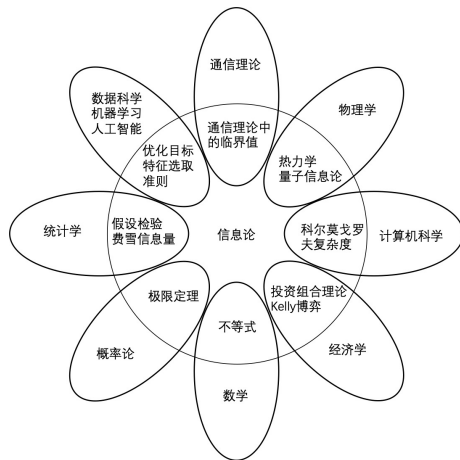 通信理论
数据科学
机器学习
人工智能
物理学
通信理论中
的临界值
优化目标
特征选取
准则
热力学
量子信息论
统计学
假设检验
费雪信息量
信息论
科尔莫戈罗
夫复杂度
计算机科学
极限定理
投资组合理论
Kelly博弈
不等式
概率论
经济学
数学